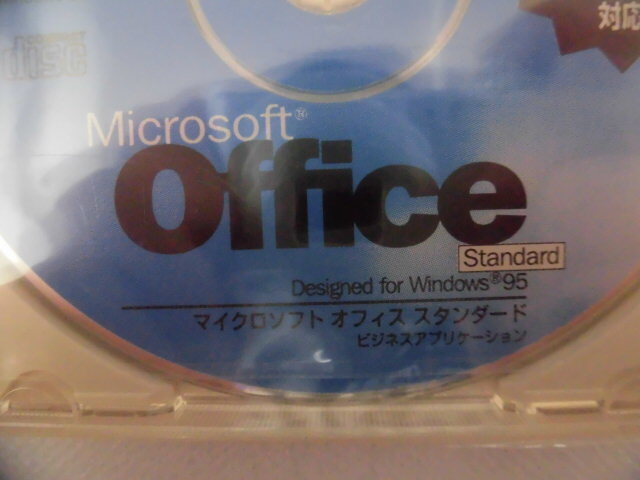 対応
disc
Microsoft®
Office
Standard
Designed for Windows®95
マイクロソフト オフィス スタンダード
ビジネスアプリケーション